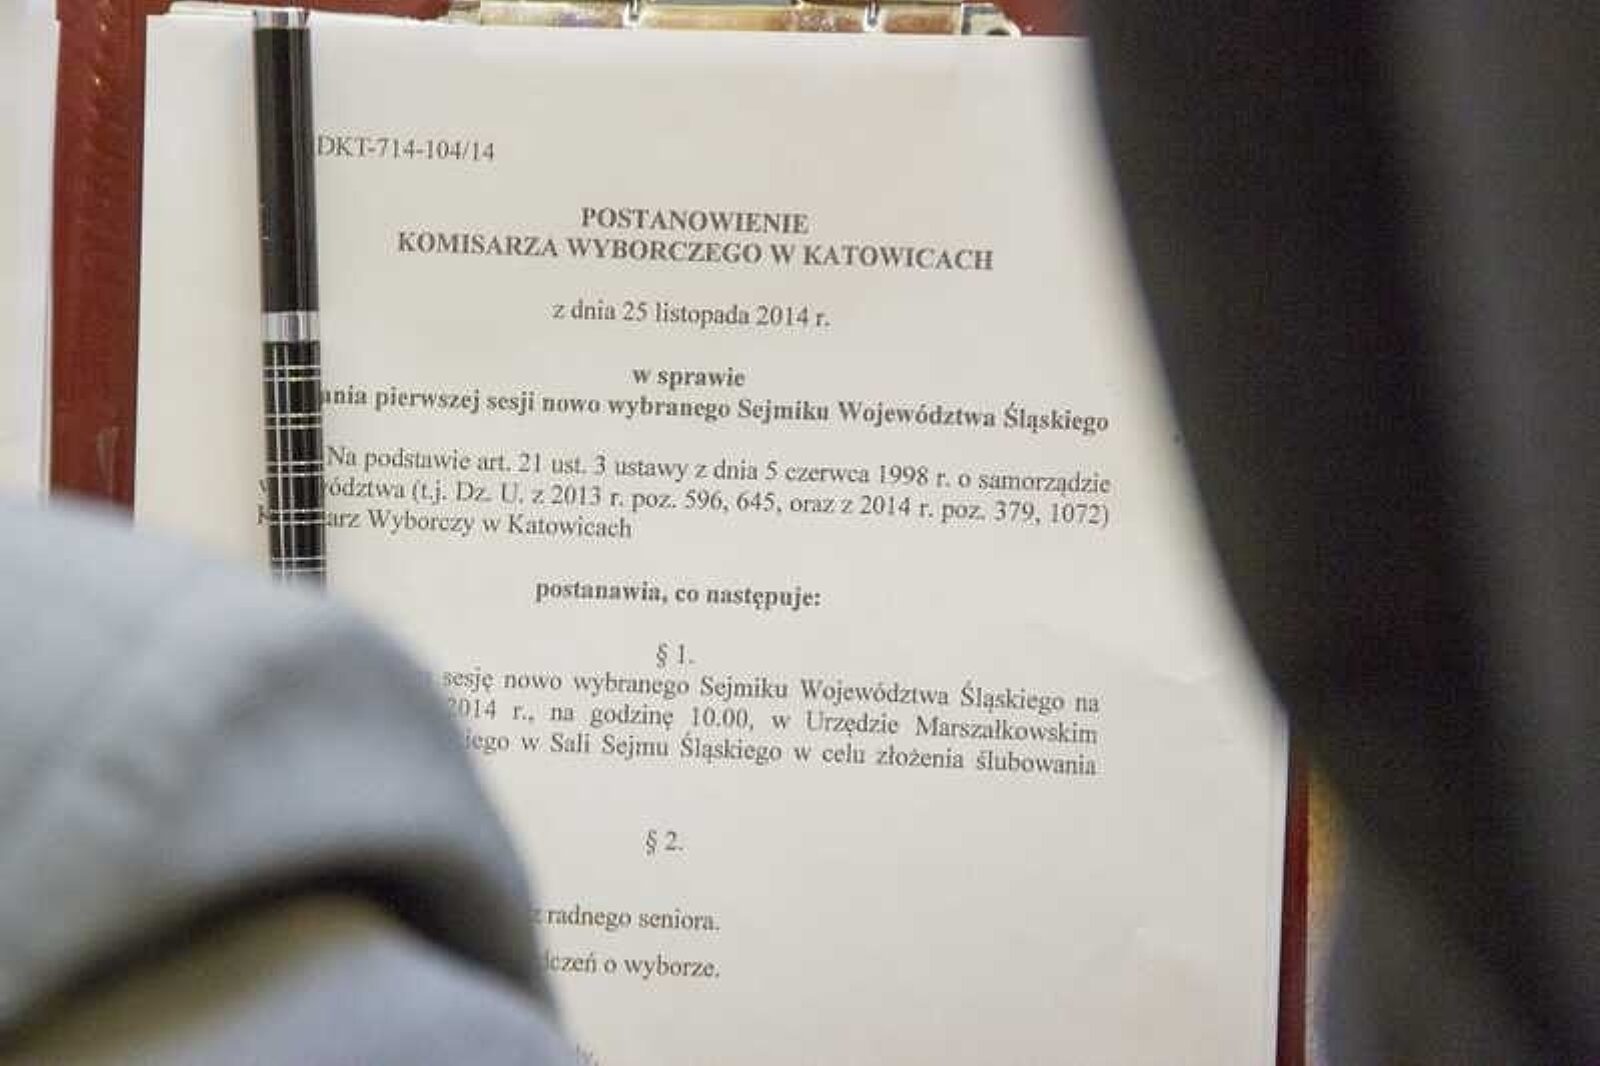 DKT-714-104/14
POSTANOWIENIE
KOMISARZA WYBORCZEGO W KATOWICACH
z dnia 25 listopada 2014 r.
w sprawie
pierwszej sesji nowo wybranego Sejmiku Województwa Śląskiego
Na podstawie art. 21 ust. 3 ustawy z dnia 5 czerwca 1998 r. o samorządzie
(t.j. Dz. U. z 2013 r. poz. 596, 645, oraz z 2014 r. poz. 379, 1072)
Wyborczy w Katowicach
postanawia, co następuje:
§ 1.
sesję nowo wybranego Sejmiku Województwa Śląskiego na
2014 r., na godzinę 10.00, w Urzędzie Marszałkowskim
w Sali Sejmu Śląskiego w celu złożenia ślubowania
§ 2.
radnego seniora.
o wyborze.